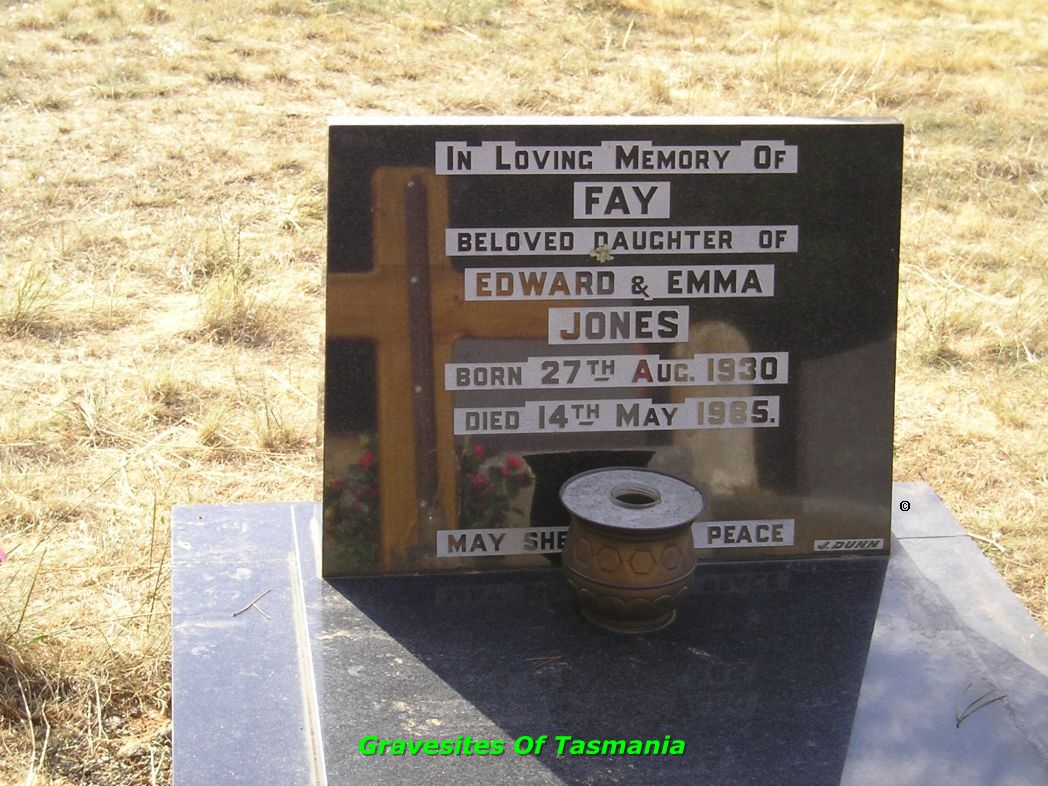 In Loving Memory Of
FAY
BELOVED DAUGHTER OF
EDWARD & EMMA
JONES
BORN 27TH AUG. 1930
DIED 14TH MAY 1985.
MAY SHE PEACE
J. DUNN
©
Gravesites Of Tasmania